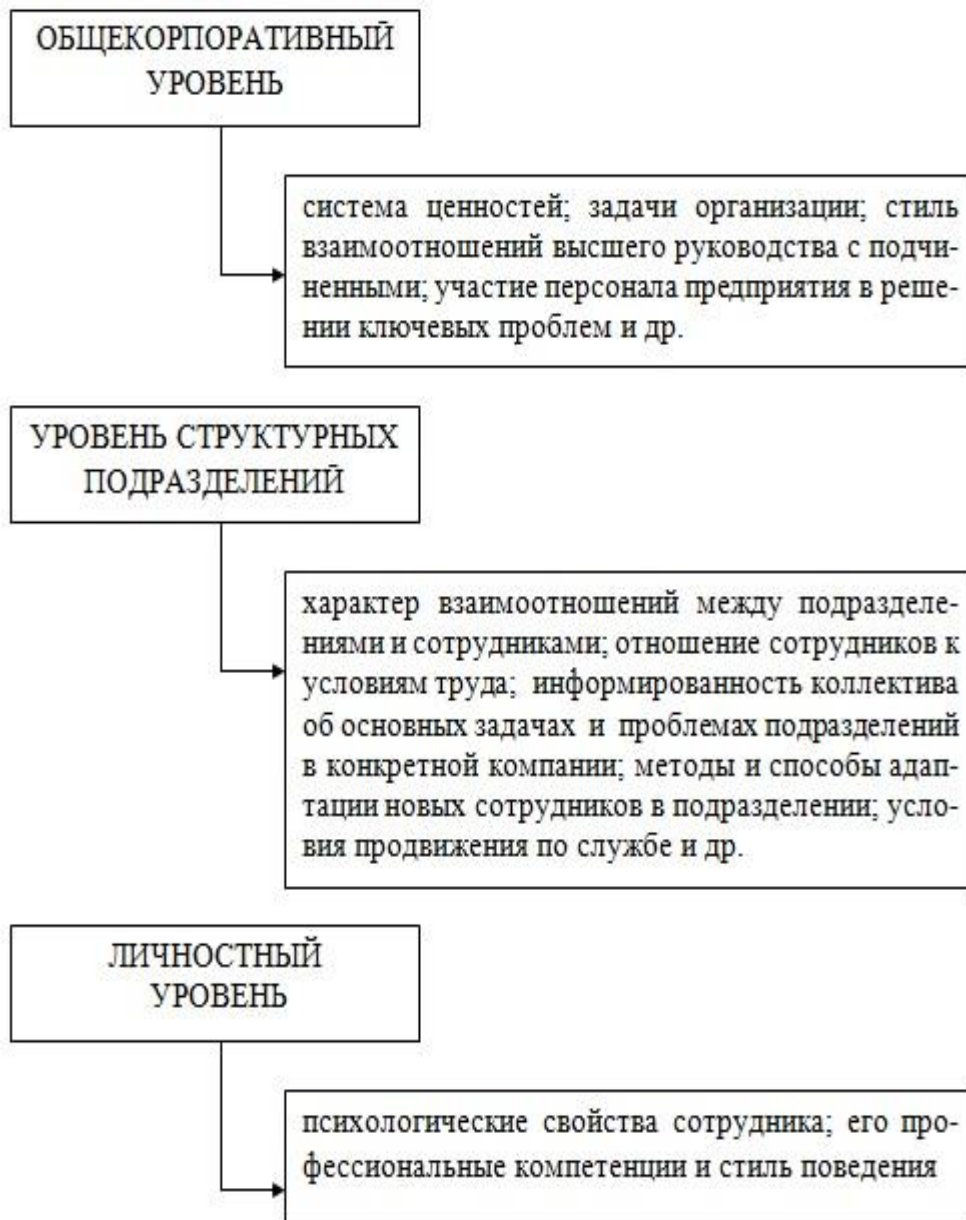 ОБЩЕКОРПОРАТИВНЫЙ
УРОВЕНЬ
система ценностей; задачи организации; стиль
взаимоотношений высшего руководства с подчи-
ненными; участие персонала предприятия в реше-
нии ключевых проблем и др.
УРОВЕНЬ СТРУКТУРНЫХ
ПОДРАЗДЕЛЕНИЙ
характер взаимоотношений между подразделе-
ниями и сотрудниками; отношение сотрудников к
условиям труда; информированность коллектива
об основных задачах и проблемах подразделений
в конкретной компании; методы и способы адап-
тации новых сотрудников в подразделении; усло-
вия продвижения по службе и др.
ЛИЧНОСТНЫЙ
УРОВЕНЬ
психологические свойства сотрудника; его про-
фессиональные компетенции и стиль поведения